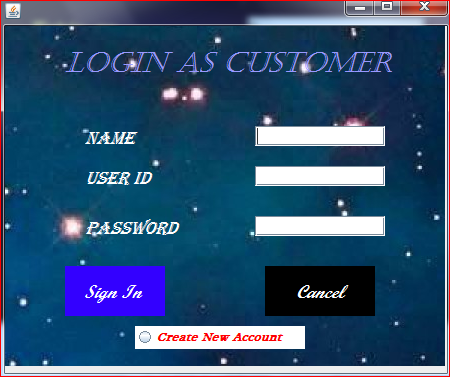 LOGIN AS CUSTOMER
NAME
USER ID
PASSWORD
Sign In
Cancel
Create New Account